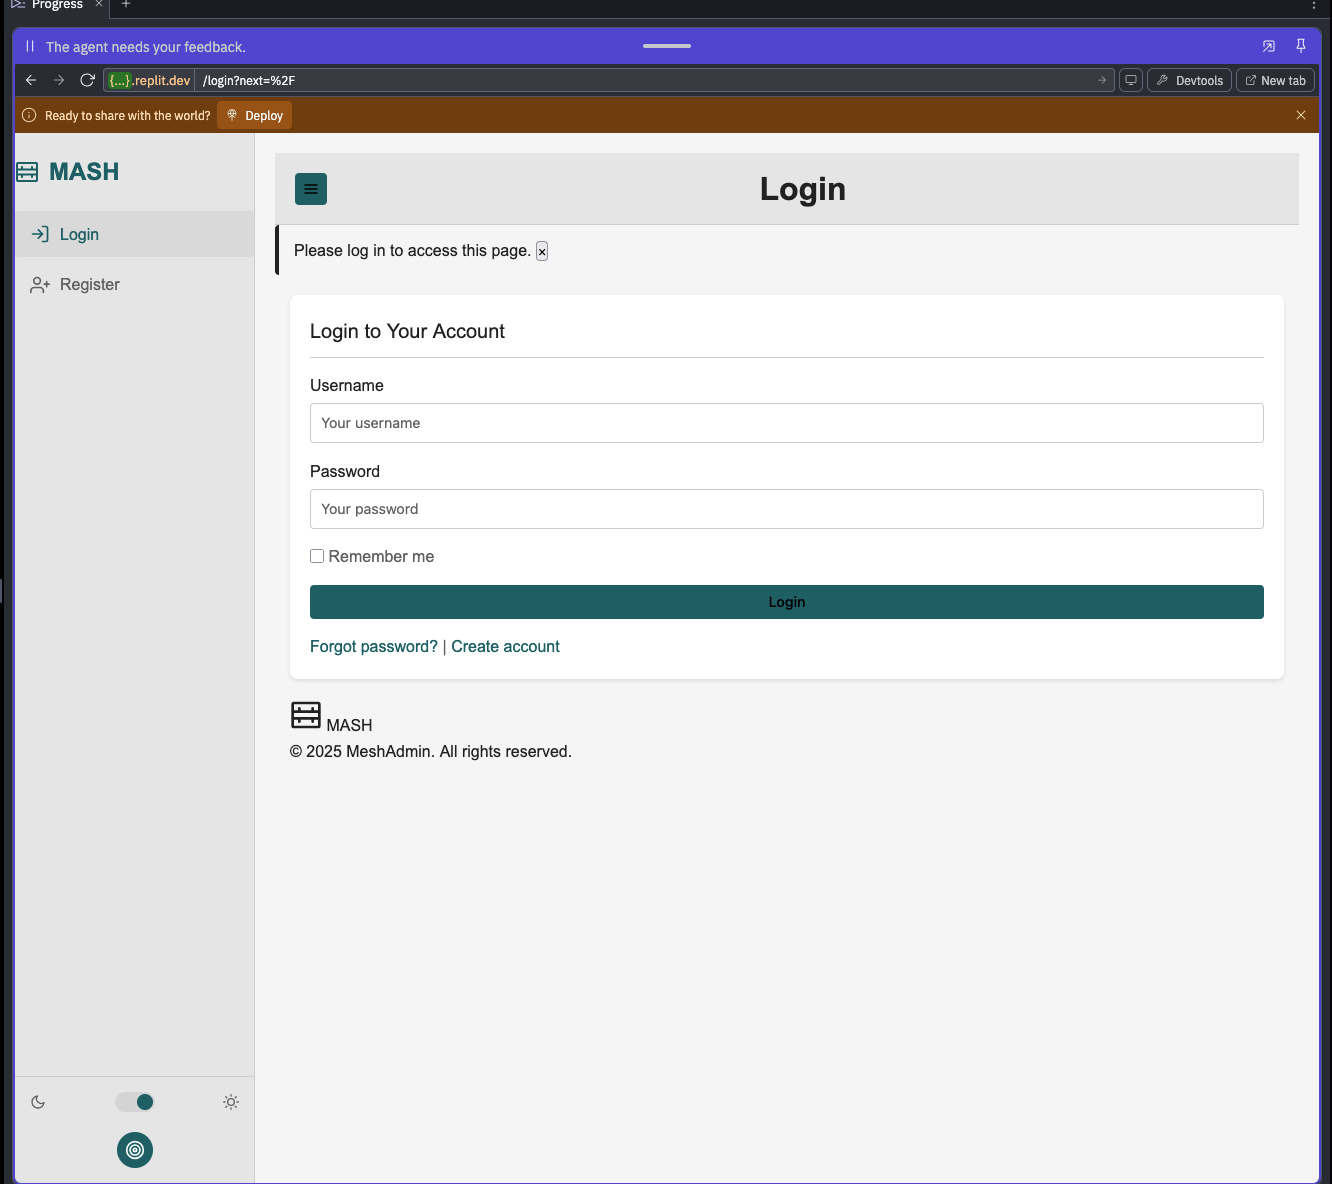 Progress
The agent needs your feedback.
{...}.replit.dev /login?next=%2F Devtools New tab
Ready to share with the world? Deploy
MASH
Login
Register
Login
Please log in to access this page. ×
Login to Your Account
Username
Your username
Password
Your password
Remember me
Login
Forgot password? | Create account
MASH
© 2025 MeshAdmin. All rights reserved.